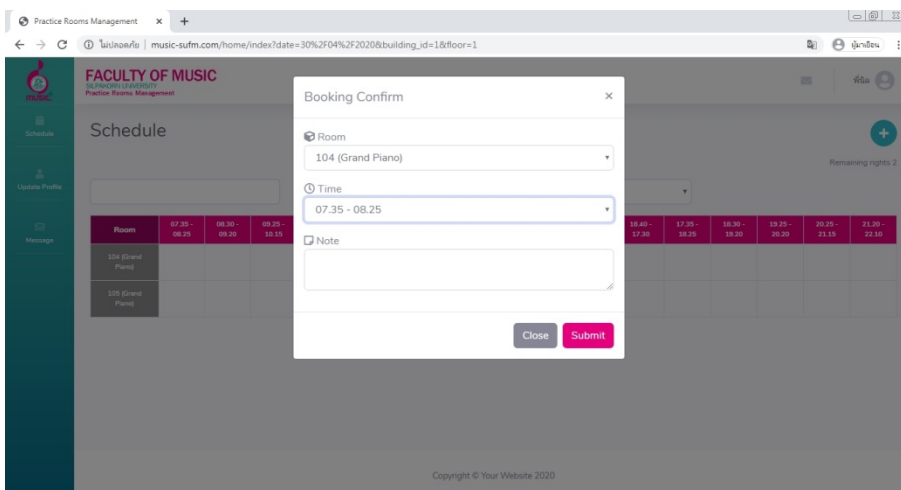 Practice Rooms Management
ไม่ปลอดภัย | music-sufm.com/home/index?date=30%2F04%2F2020&building_id=1&floor=1
ผู้มาเยือน
MUSIC
FACULTY OF MUSIC
SILPAKORN UNIVERSITY
Practice Rooms Management
Schedule
Update Profile
Message
Schedule
Remaining rights 2
Booking Confirm
×
Room
104 (Grand Piano)
Time
07.35 - 08.25
Note
Close
Submit
Room
07.35 - 08.25
08.30 - 09.20
09.25 - 10.15
16.40 - 17.30
17.35 - 18.25
18.30 - 19.20
19.25 - 20.20
20.25 - 21.15
21.20 - 22.10
104 (Grand Piano)
105 (Grand Piano)
Copyright © Your Website 2020